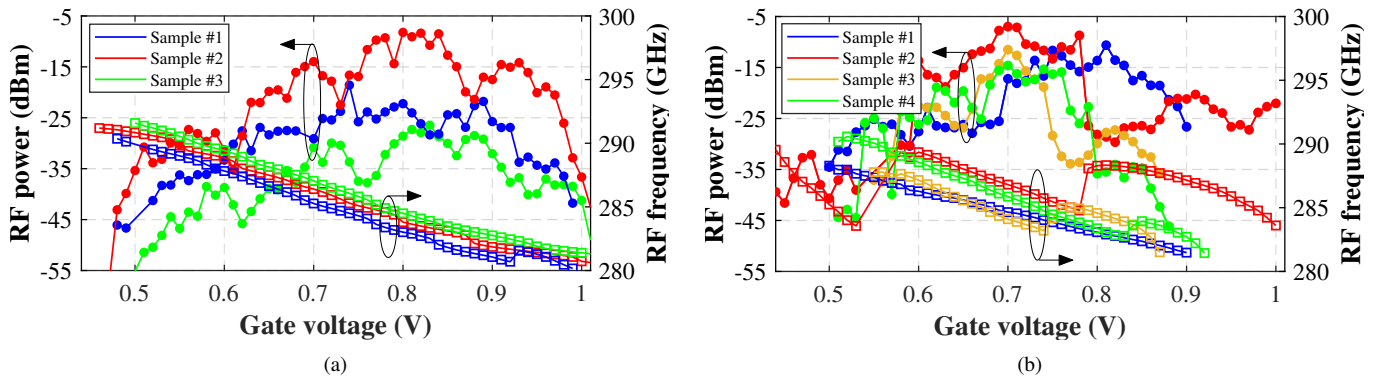 RF power (dBm)
-5
-15
-25
-35
-45
-55
Sample #1
Sample #2
Sample #3
0.5
0.6
0.7
0.8
0.9
1
Gate voltage (V)
300
295
290
285
280
RF frequency (GHz)
(a)
RF power (dBm)
-5
-15
-25
-35
-45
-55
Sample #1
Sample #2
Sample #3
Sample #4
0.5
0.6
0.7
0.8
0.9
1
Gate voltage (V)
300
295
290
285
280
RF frequency (GHz)
(b)